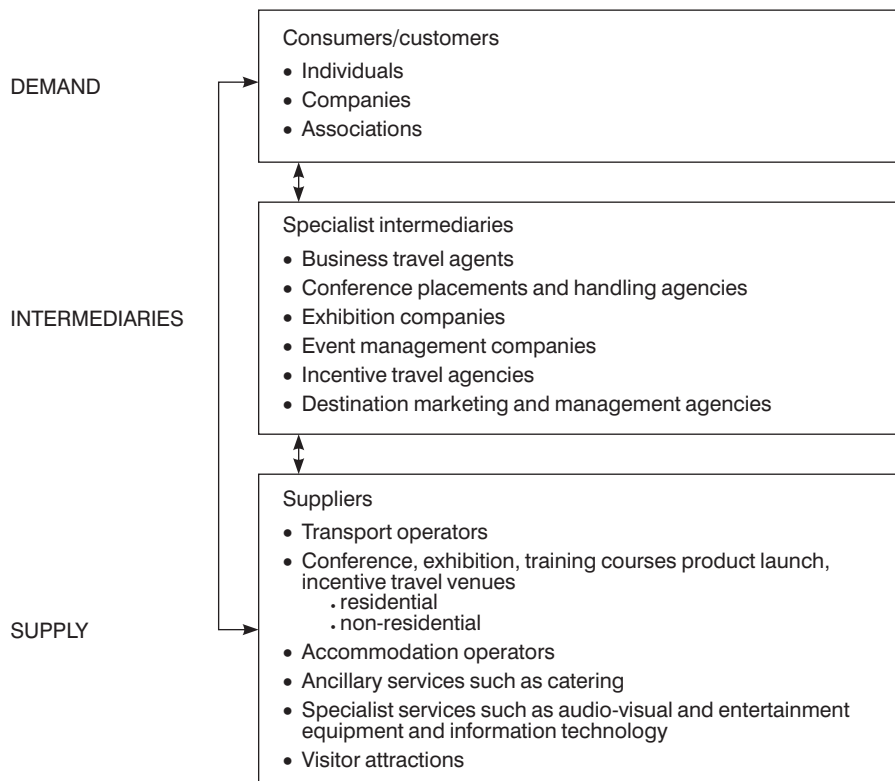 DEMAND
Consumers/customers
• Individuals
• Companies
• Associations
INTERMEDIARIES
Specialist intermediaries
• Business travel agents
• Conference placements and handling agencies
• Exhibition companies
• Event management companies
• Incentive travel agencies
• Destination marketing and management agencies
SUPPLY
Suppliers
• Transport operators
• Conference, exhibition, training courses product launch,
incentive travel venues
• residential
• non-residential
• Accommodation operators
• Ancillary services such as catering
• Specialist services such as audio-visual and entertainment
equipment and information technology
• Visitor attractions